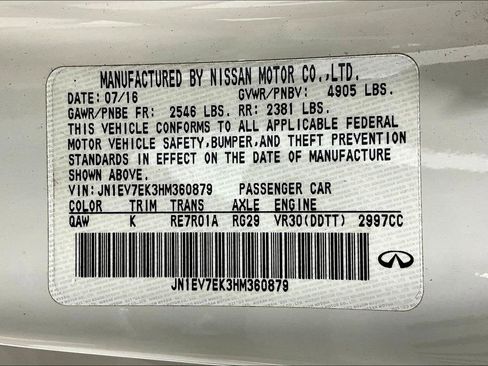 MANUFACTURED BY NISSAN MOTOR CO.,LTD.
DATE: 07/16 GVWR/PNBV: 4905 LBS.
GAWR/PNBE FR: 2546 LBS. RR: 2381 LBS.
THIS VEHICLE CONFORMS TO ALL APPLICABLE FEDERAL
MOTOR VEHICLE SAFETY,BUMPER,AND THEFT PREVENTION
STANDARDS IN EFFECT ON THE DATE OF MANUFACTURE
SHOWN ABOVE.
VIN: JN1EV7EK3HM360879 PASSENGER CAR
COLOR TRIM TRANS AXLE ENGINE
QAW K RE7R01A RG29 VR30(DDTT) 2997CC
JN1EV7EK3HM360879